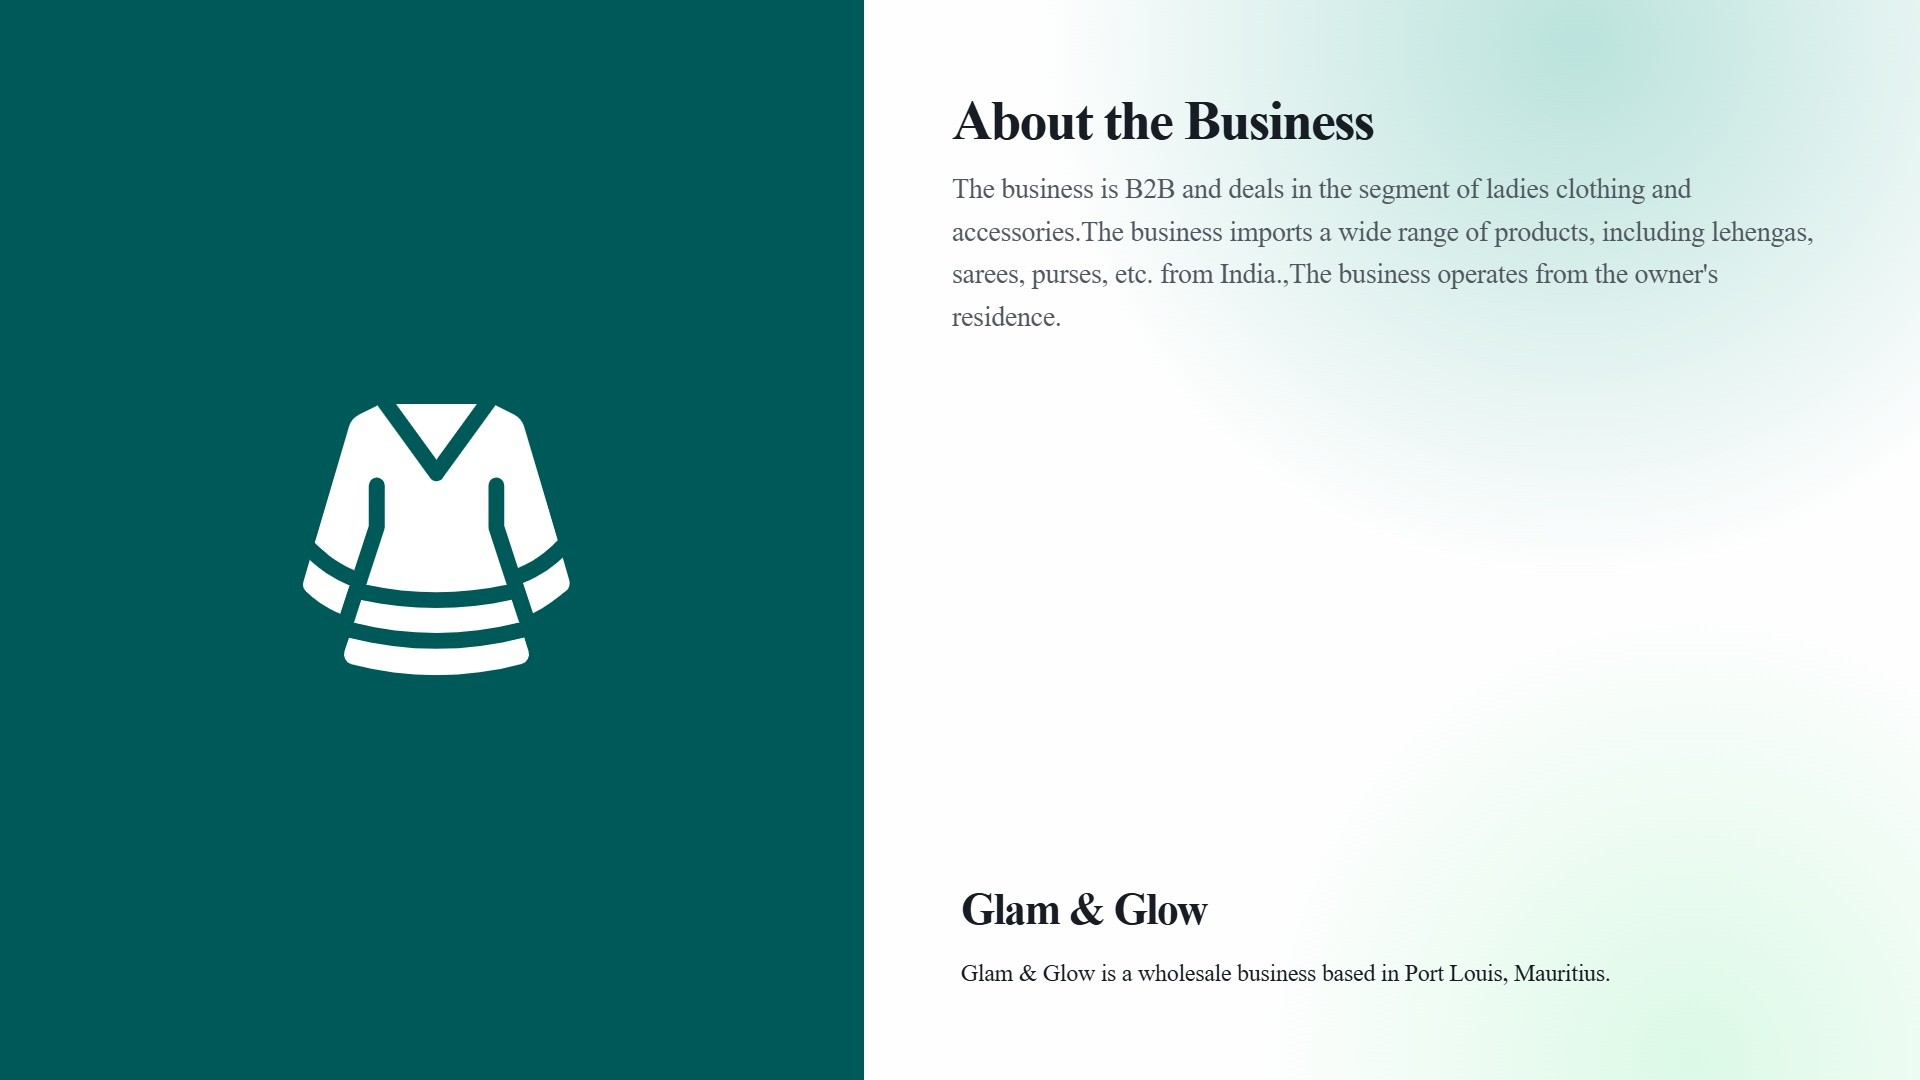 About the Business
The business is B2B and deals in the segment of ladies clothing and
accessories.The business imports a wide range of products, including lehengas,
sarees, purses, etc. from India.,The business operates from the owner's
residence.
Glam & Glow
Glam & Glow is a wholesale business based in Port Louis, Mauritius.